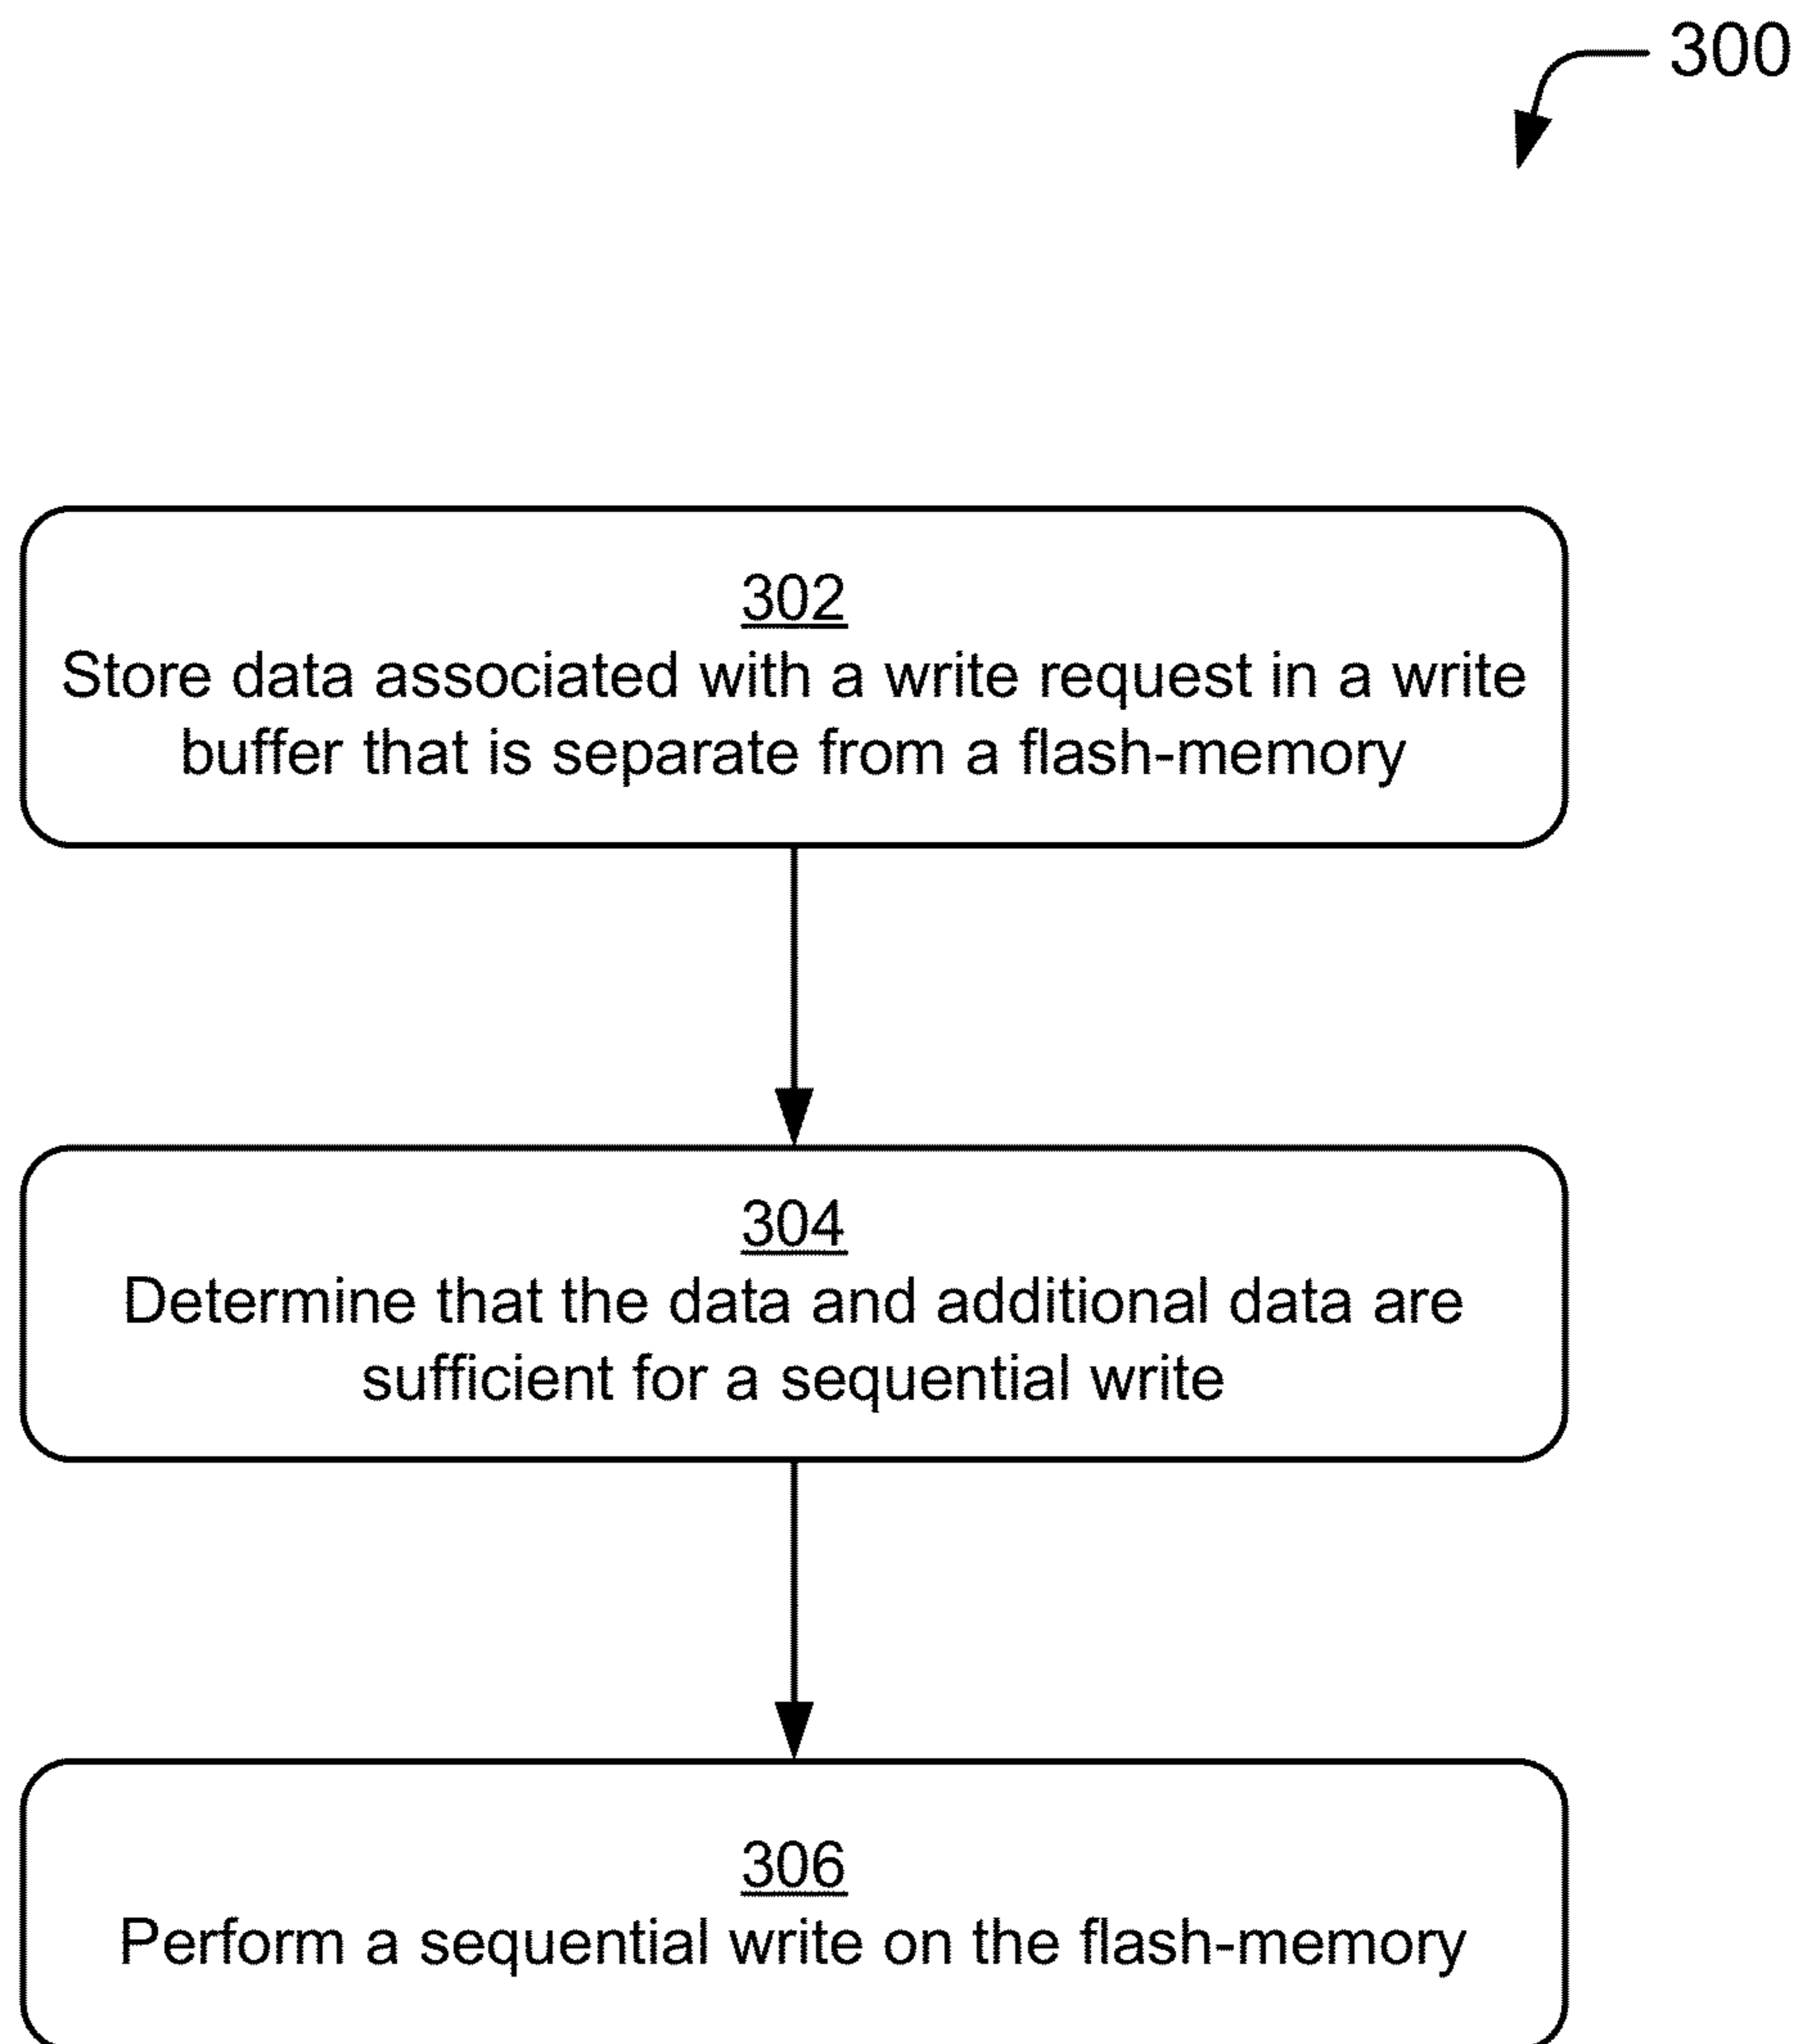 300
302
Store data associated with a write request in a write
buffer that is separate from a flash-memory
304
Determine that the data and additional data are
sufficient for a sequential write
306
Perform a sequential write on the flash-memory